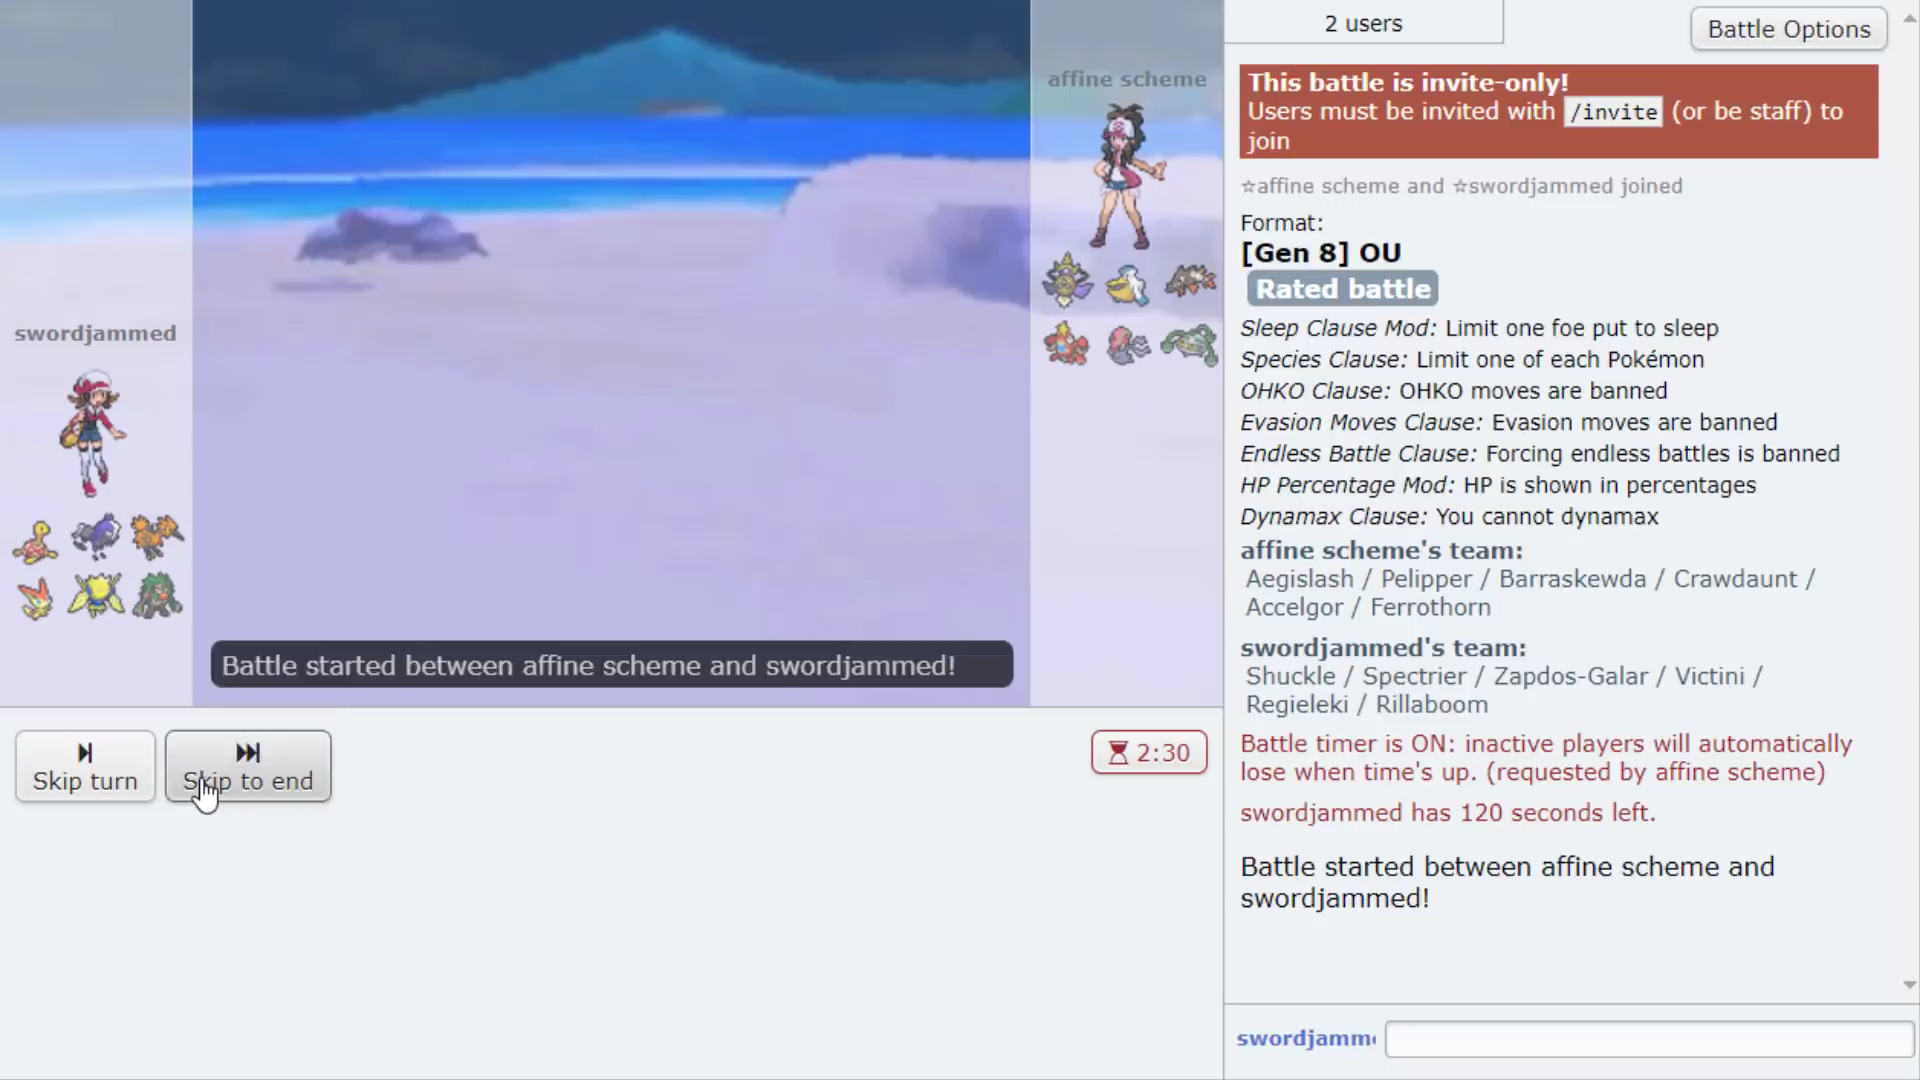 swordjammed
affine scheme
Battle started between affine scheme and swordjammed!
Skip turn
Skip to end
2:30
2 users
Battle Options
This battle is invite-only!
Users must be invited with /invite (or be staff) to
join
☆affine scheme and ☆swordjammed joined
Format:
[Gen 8] OU
Rated battle
Sleep Clause Mod: Limit one foe put to sleep
Species Clause: Limit one of each Pokémon
OHKO Clause: OHKO moves are banned
Evasion Moves Clause: Evasion moves are banned
Endless Battle Clause: Forcing endless battles is banned
HP Percentage Mod: HP is shown in percentages
Dynamax Clause: You cannot dynamax
affine scheme's team:
Aegislash / Pelipper / Barraskewda / Crawdaunt /
Accelgor / Ferrothorn
swordjammed's team:
Shuckle / Spectrier / Zapdos-Galar / Victini /
Regieleki / Rillaboom
Battle timer is ON: inactive players will automatically
lose when time's up. (requested by affine scheme)
swordjammed has 120 seconds left.
Battle started between affine scheme and
swordjammed!
swordjamm